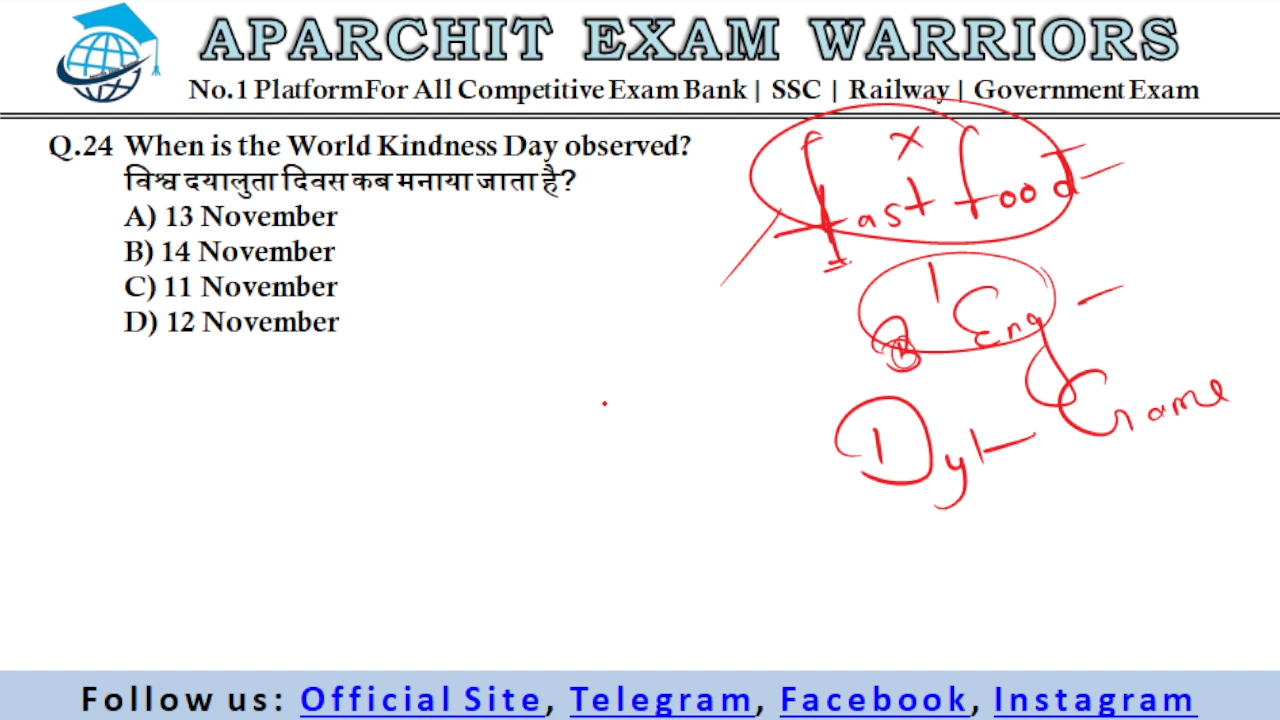 APARCHIT EXAM WARRIORS
No.1 PlatformFor All Competitive Exam Bank | SSC | Railway | Government Exam
Q.24 When is the World Kindness Day observed?
विश्व दयालुता दिवस कब मनाया जाता है?
A) 13 November
B) 14 November
C) 11 November
D) 12 November
fast food
Eng
Game
Follow us: Official Site, Telegram, Facebook, Instagram